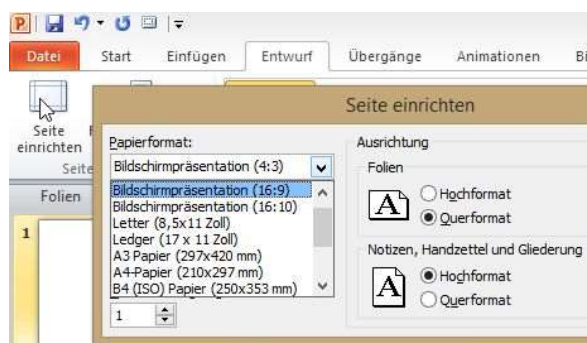 Datei Start Einfügen Entwurf Übergänge Animationen
Seite einrichten
Seite
einrichten
Seite
Folien
1
Papierformat:
Bildschirmpräsentation (4:3)
Bildschirmpräsentation (16:9)
Bildschirmpräsentation (16:10)
Letter (8,5x11 Zoll)
Ledger (17 x 11 Zoll)
A3 Papier (297x420 mm)
A4-Papier (210x297 mm)
B4 (ISO) Papier (250x353 mm)
1
Ausrichtung
Folien
Hochformat
Querformat
Notizen, Handzettel und Gliederung
Hochformat
Querformat